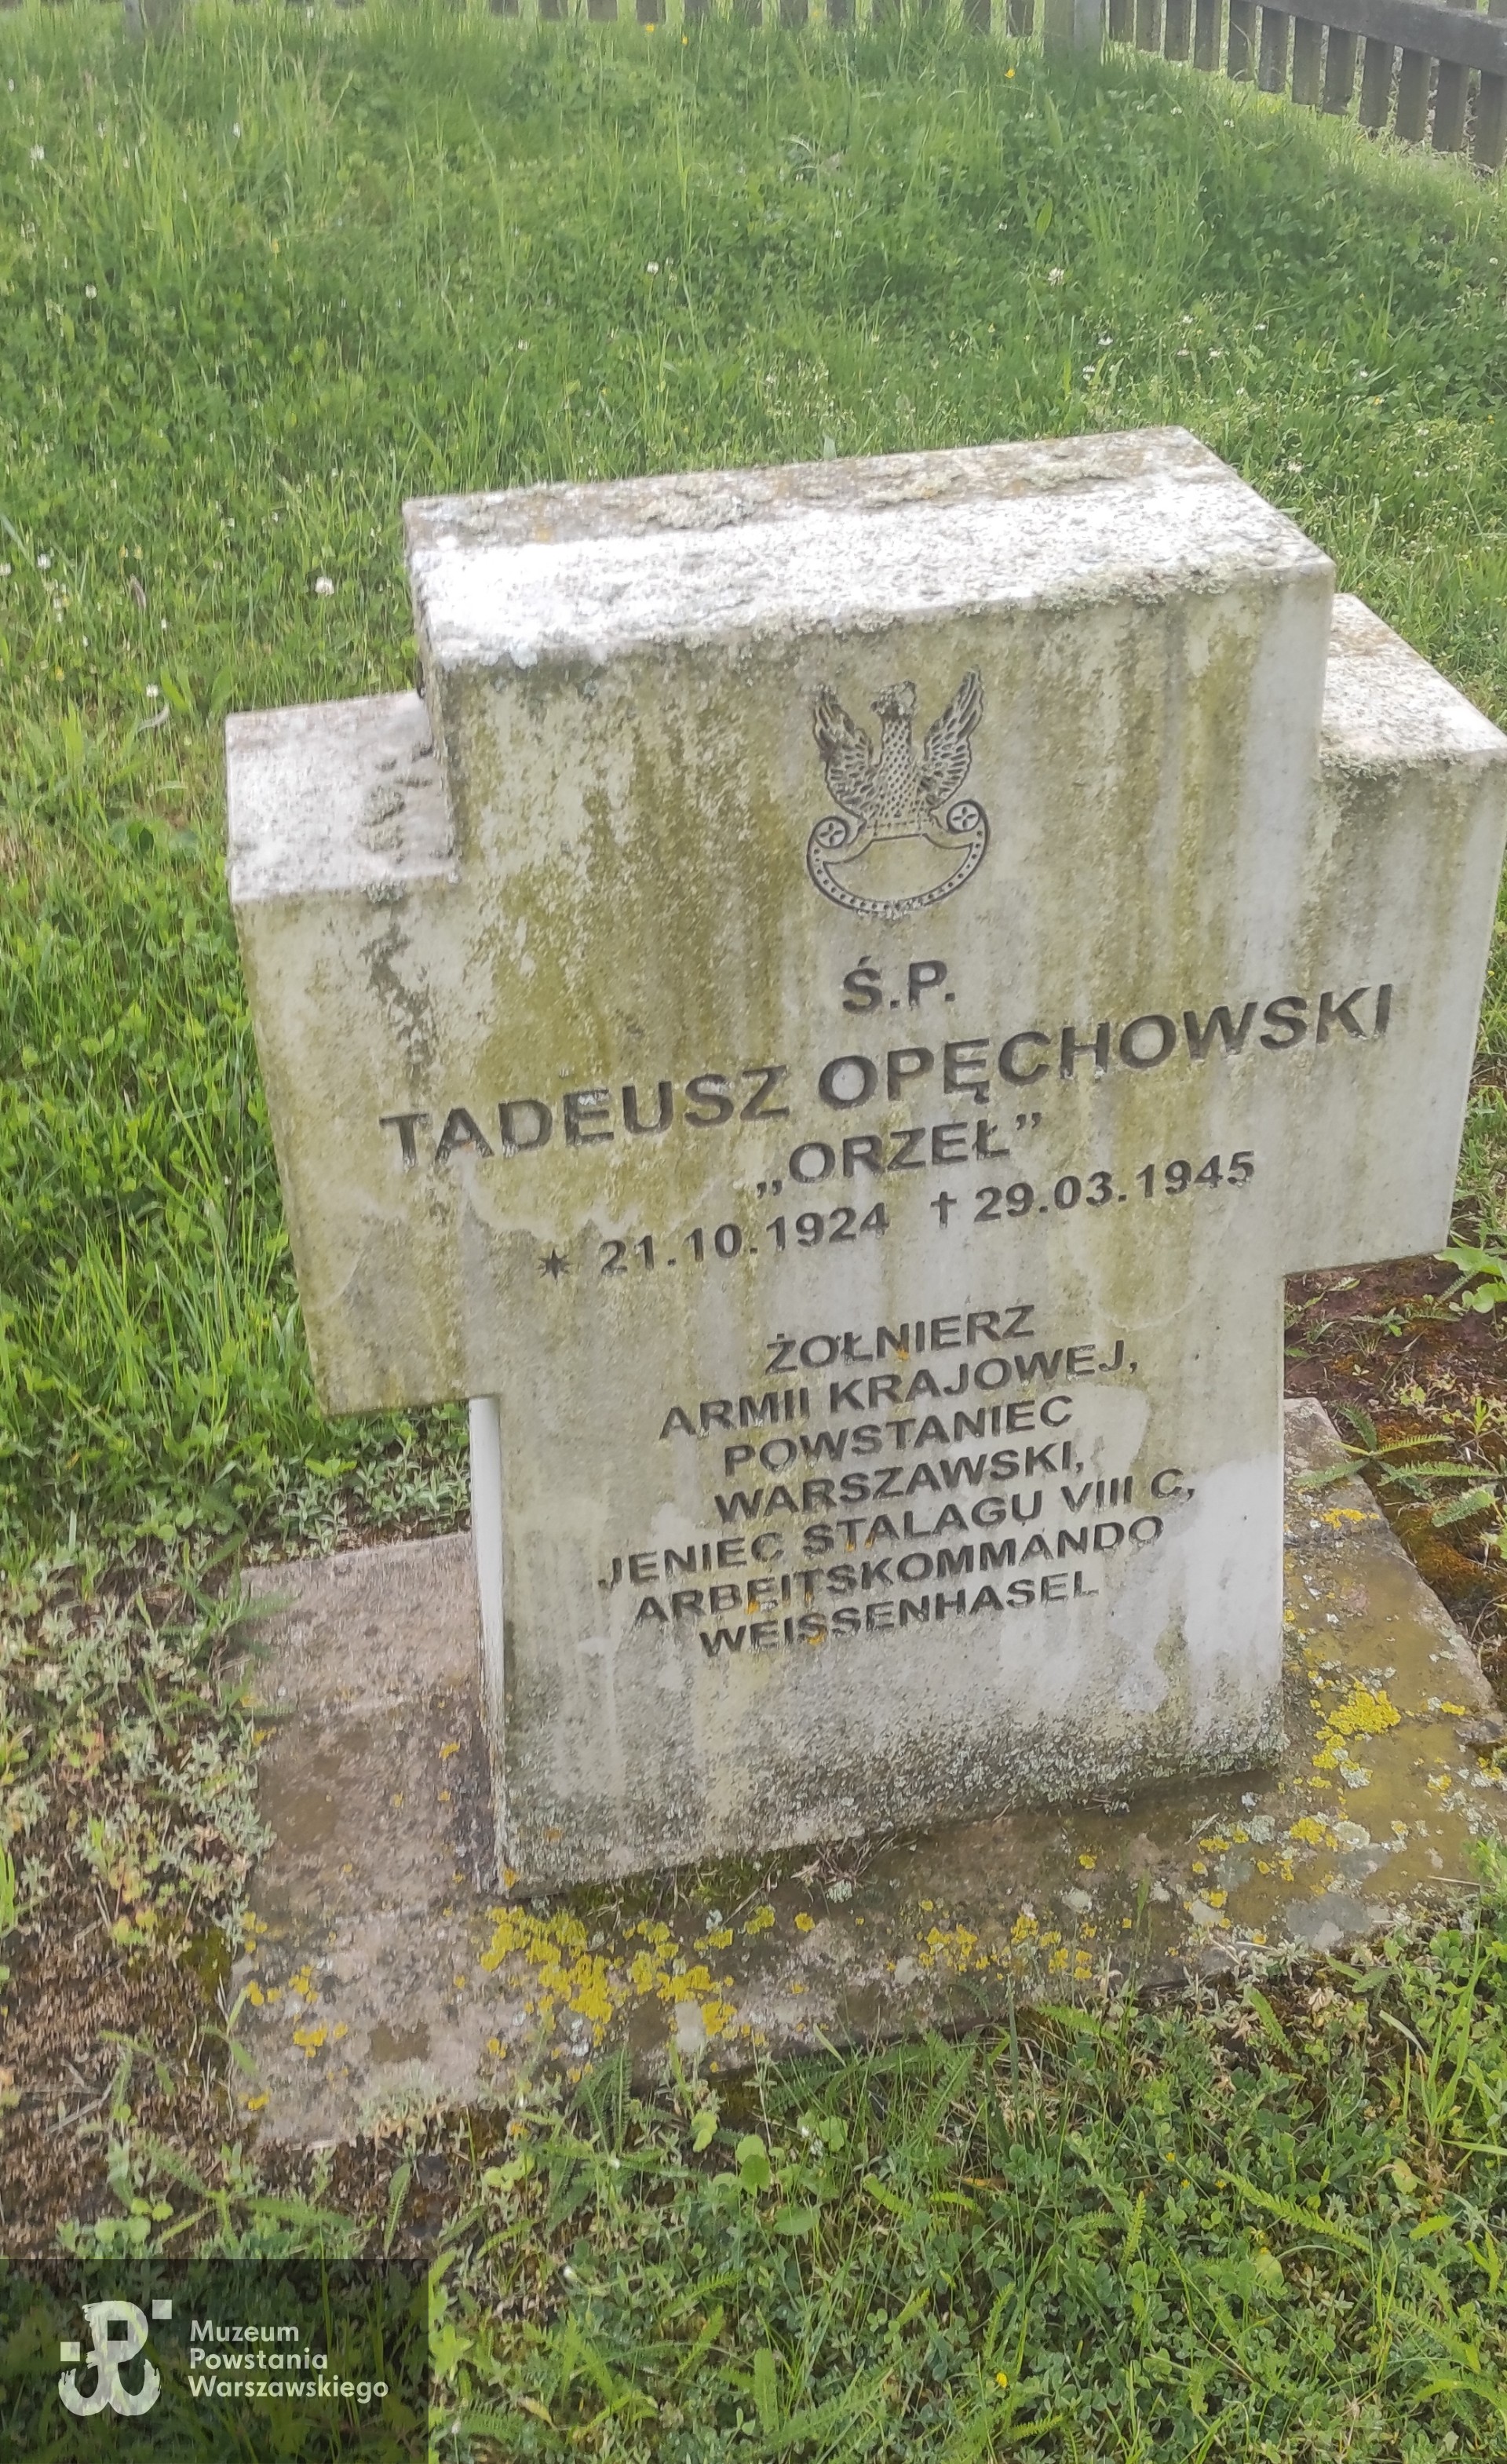 Ś.P.
TADEUSZ OPĘCHOWSKI
„ORZEŁ”
✶ 21.10.1924 † 29.03.1945
ŻOŁNIERZ
ARMII KRAJOWEJ,
POWSTANIEC
WARSZAWSKI,
JENIEC STALAGU VIII C,
ARBEITSKOMMANDO
WEISSENHASEL
Muzeum
Powstania
Warszawskiego